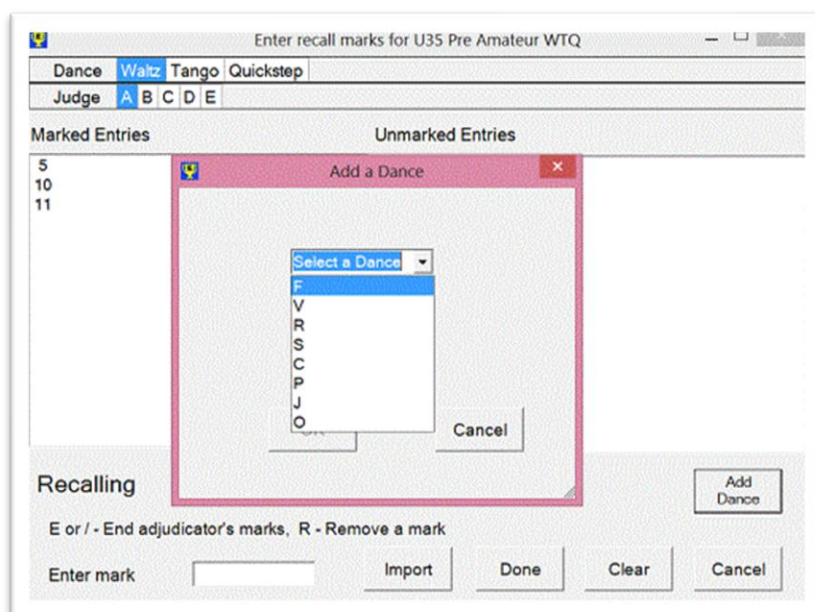 Enter recall marks for U35 Pre Amateur WTQ
Dance Waltz Tango Quickstep
Judge A B C D E
Marked Entries Unmarked Entries
5
10
11
Add a Dance
Select a Dance
F
V
R
S
C
P
J
O
Cancel
Recalling
Add
Dance
E or / - End adjudicator's marks, R - Remove a mark
Enter mark Import Done Clear Cancel